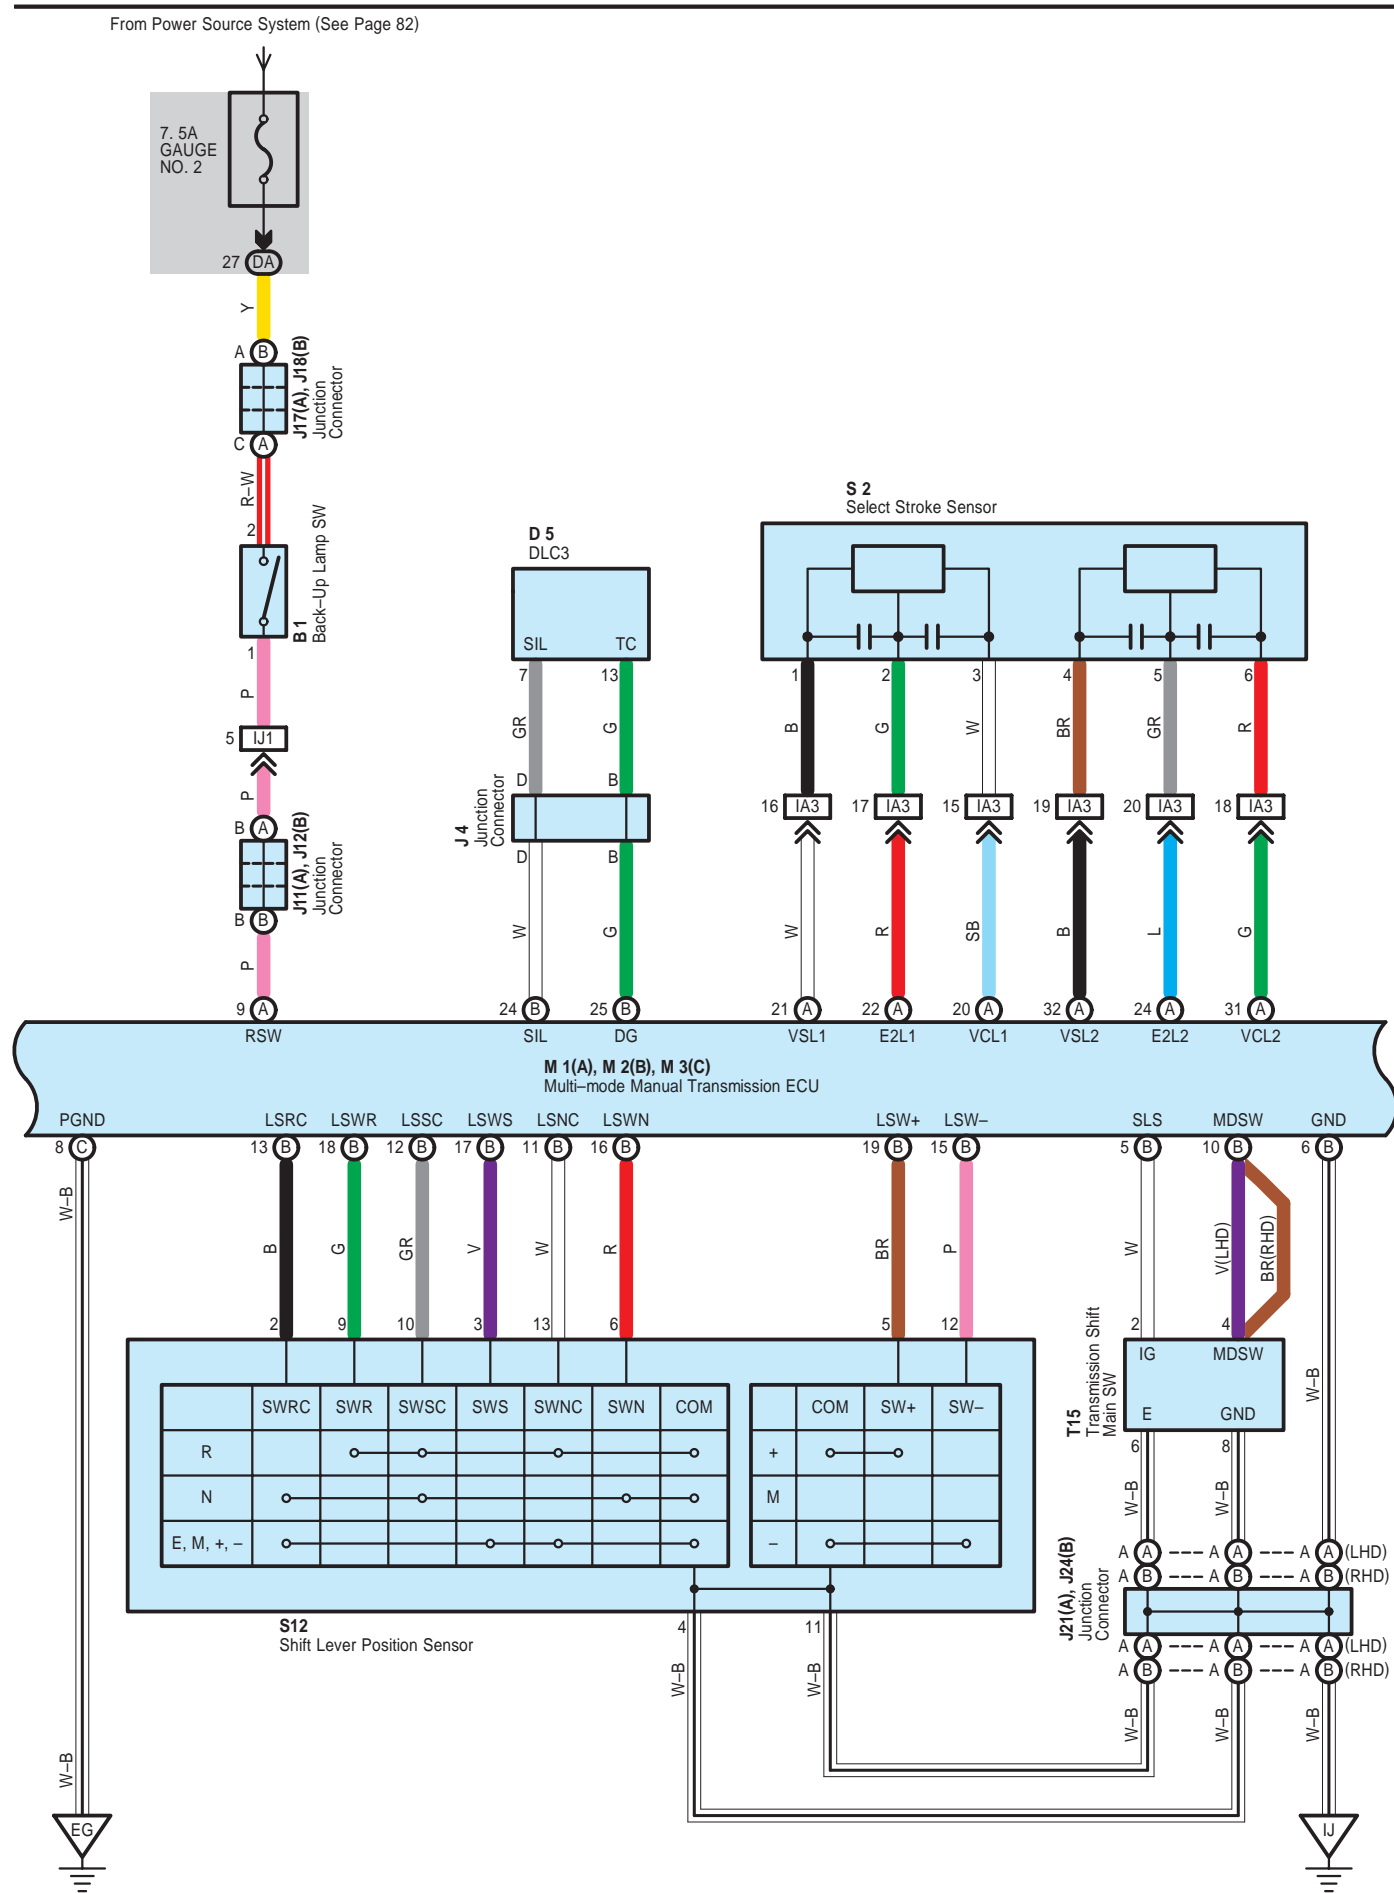 From Power Source System (See Page 82)
7. 5A
GAUGE
NO. 2
27 DA
Y
A B
J17(A), J18(B)
Junction
Connector
C A
R–W
2
B 1
Back–Up Lamp SW
1
P
5 IJ1
P
B A
J11(A), J12(B)
Junction
Connector
B B
P
9 A
RSW
D 5
DLC3
SIL TC
7 13
GR G
D B
J 4
Junction
Connector
D B
W G
24 B 25 B
SIL DG
S 2
Select Stroke Sensor
1 2 3 4 5 6
B G W BR GR R
16 IA3 17 IA3 15 IA3 19 IA3 20 IA3 18 IA3
W R SB B L G
21 A 22 A 20 A 32 A 24 A 31 A
VSL1 E2L1 VCL1 VSL2 E2L2 VCL2
M 1(A), M 2(B), M 3(C)
Multi–mode Manual Transmission ECU
PGND LSRC LSWR LSSC LSWS LSNC LSWN LSW+ LSW– SLS MDSW GND
8 C 13 B 18 B 12 B 17 B 11 B 16 B 19 B 15 B 5 B 10 B 6 B
W–B B G GR V W R BR P W V(LHD) BR(RHD) W–B
2 9 10 3 13 6 5 12 2 4
T15
Transmission Shift
Main SW
IG MDSW
E GND
6 8
W–B W–B
SWRC SWR SWSC SWS SWNC SWN COM
R
N
E, M, +, –
COM SW+ SW–
+
M
–
S12
Shift Lever Position Sensor
4 11
W–B W–B
A A A A A A (LHD)
A B A B A B (RHD)
J21(A), J24(B)
Junction
Connector
A A A A A A (LHD)
A B A B A B (RHD)
W–B W–B W–B
W–B
EG
IJ